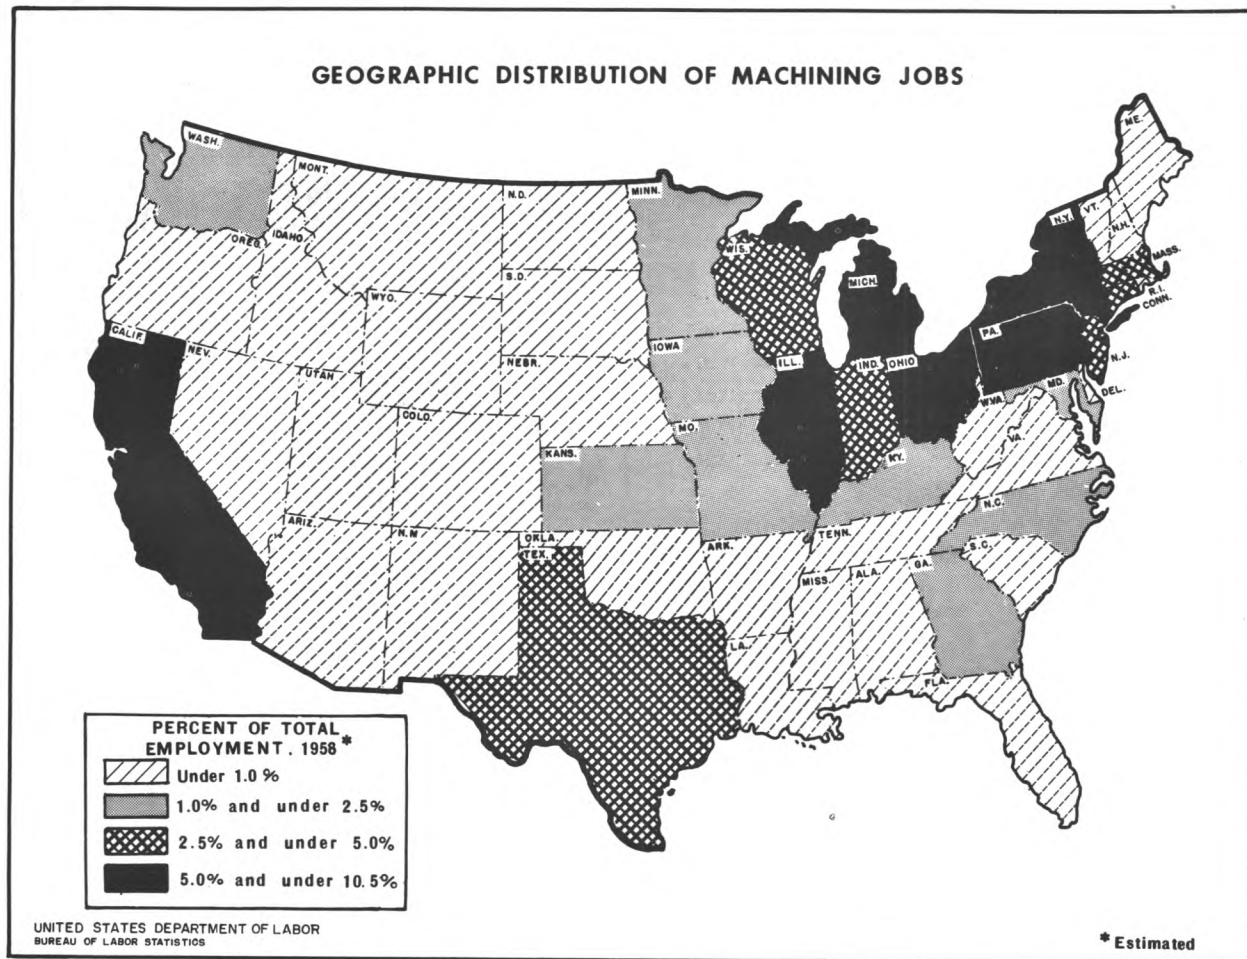 GEOGRAPHIC DISTRIBUTION OF MACHINING JOBS
WASH.
MONT.
N.D.
MINN.
ME.
OREG.
IDAHO
S.D.
WIS.
MICH.
N.Y.
VT.
N.H.
MASS.
R.I.
CONN.
WYO.
CALIF.
NEV.
UTAH
NEBR.
IOWA
ILL.
IND.
OHIO
PA.
N.J.
MD.
DEL.
W.VA.
VA.
COLO.
KANS.
MO.
KY.
ARIZ.
N.M
OKLA.
TEX.
ARK.
TENN.
N.C.
S.C.
MISS.
ALA.
GA.
LA.
FLA.
PERCENT OF TOTAL
EMPLOYMENT . 1958 *
Under 1.0 %
1.0% and under 2.5%
2.5% and under 5.0%
5.0% and under 10.5%
UNITED STATES DEPARTMENT OF LABOR
BUREAU OF LABOR STATISTICS
* Estimated